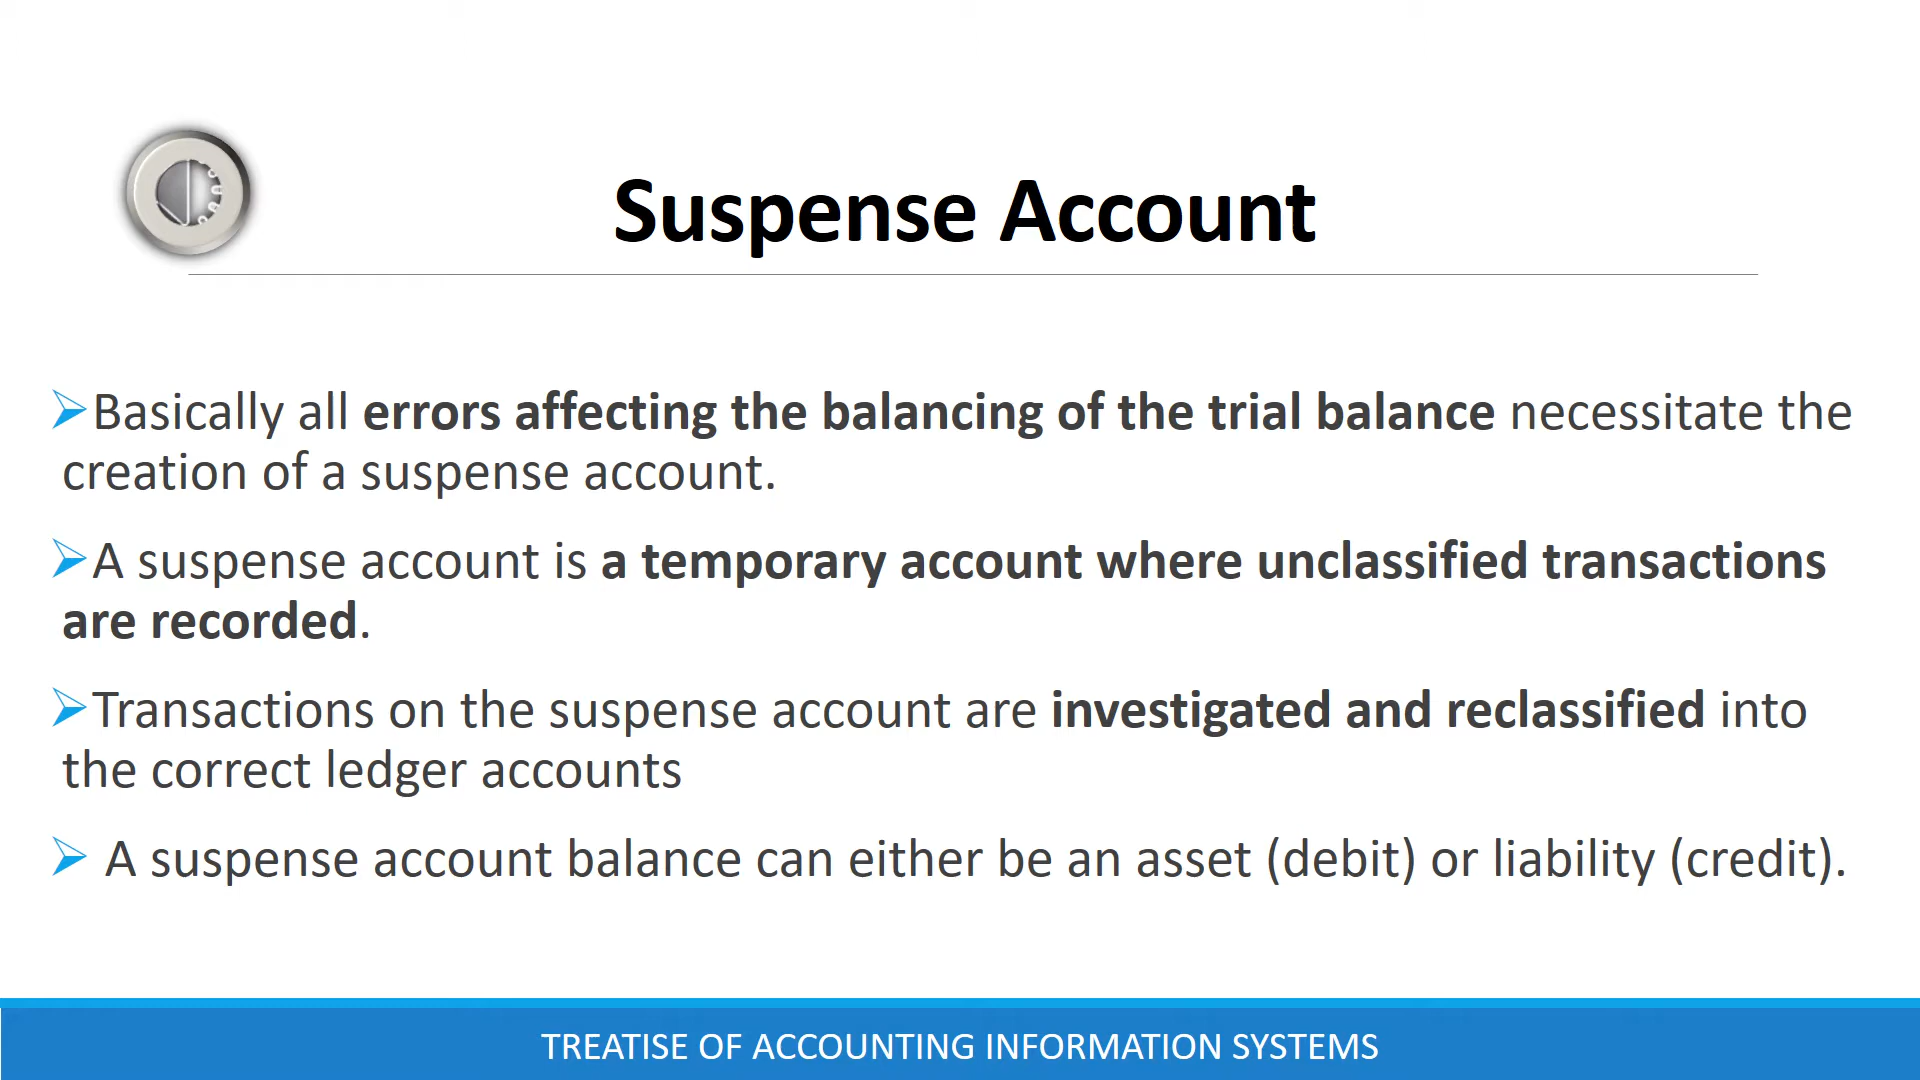 Suspense Account
➢Basically all errors affecting the balancing of the trial balance necessitate the
creation of a suspense account.
➢A suspense account is a temporary account where unclassified transactions
are recorded.
➢Transactions on the suspense account are investigated and reclassified into
the correct ledger accounts
➢ A suspense account balance can either be an asset (debit) or liability (credit).
TREATISE OF ACCOUNTING INFORMATION SYSTEMS